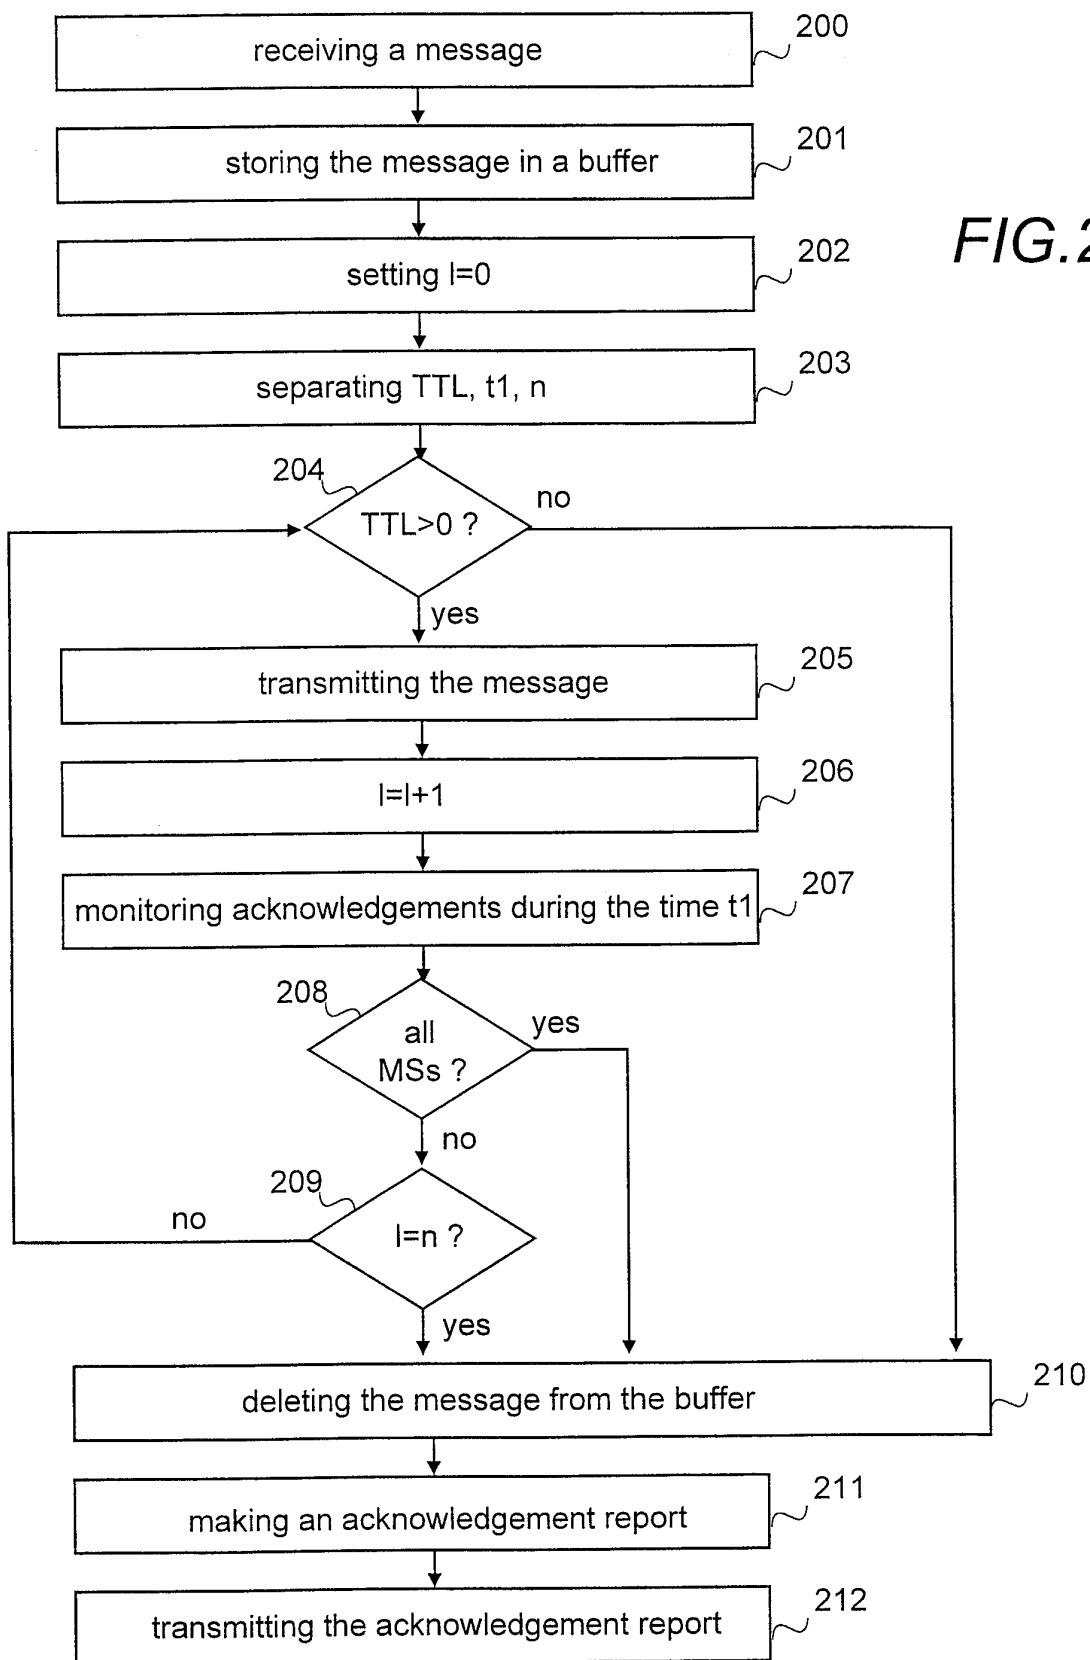 receiving a message
200
storing the message in a buffer
201
setting I=0
202
FIG.2
separating TTL, t1, n
203
204
TTL>0 ?
no
yes
transmitting the message
205
I=I+1
206
monitoring acknowledgements during the time t1
207
208
all
MSs ?
yes
no
209
I=n ?
no
yes
deleting the message from the buffer
210
making an acknowledgement report
211
transmitting the acknowledgement report
212